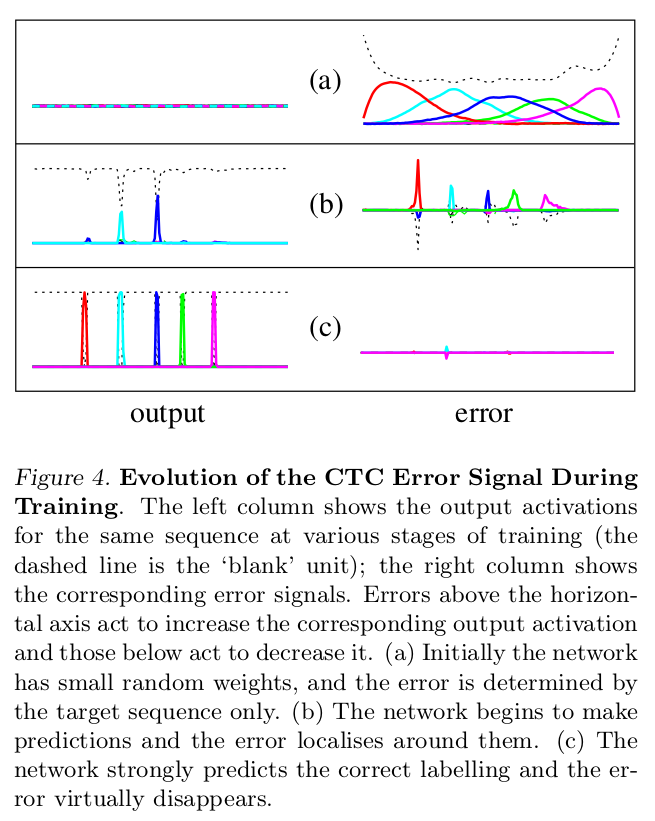 (a)
(b)
(c)
output error
Figure 4. Evolution of the CTC Error Signal During
Training. The left column shows the output activations
for the same sequence at various stages of training (the
dashed line is the ‘blank’ unit); the right column shows
the corresponding error signals. Errors above the horizon-
tal axis act to increase the corresponding output activation
and those below act to decrease it. (a) Initially the network
has small random weights, and the error is determined by
the target sequence only. (b) The network begins to make
predictions and the error localises around them. (c) The
network strongly predicts the correct labelling and the er-
ror virtually disappears.